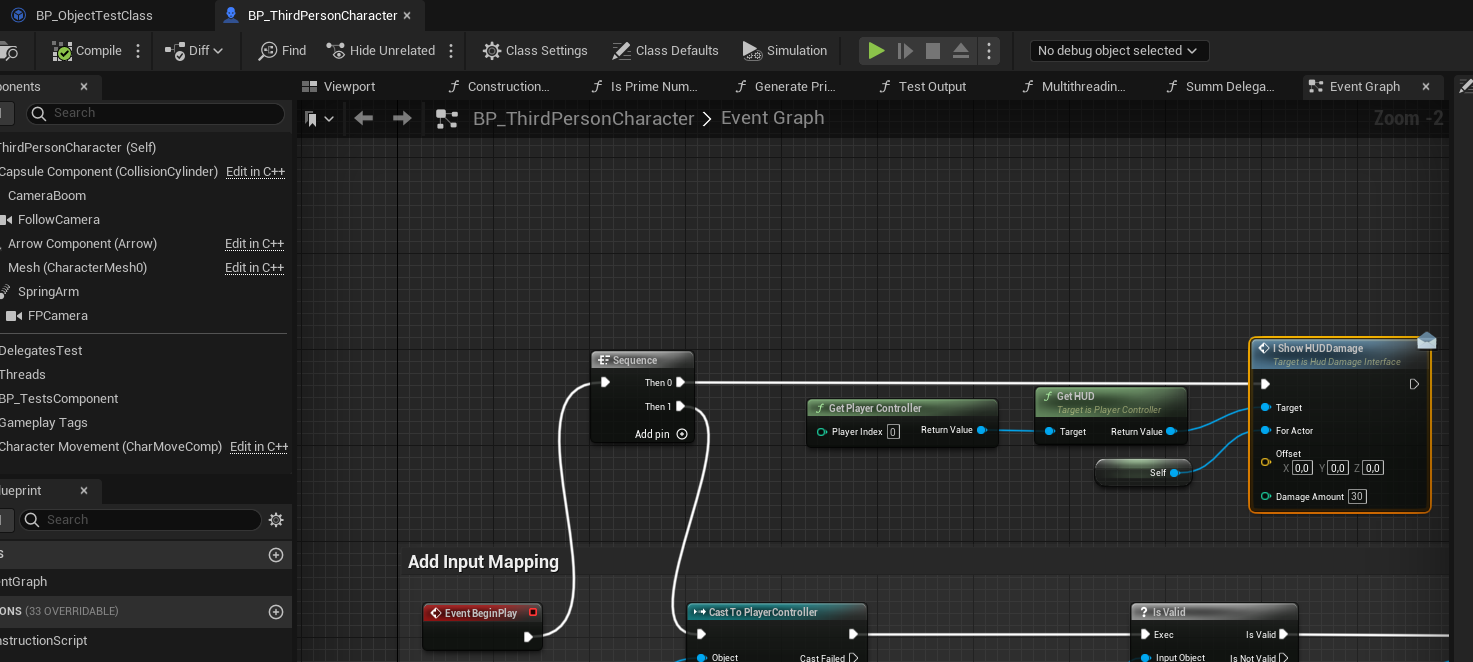 BP_ObjectTestClass
BP_ThirdPersonCharacter
Compile
Diff
Find
Hide Unrelated
Class Settings
Class Defaults
Simulation
No debug object selected
onents
Viewport
Construction...
Is Prime Num...
Generate Pri...
Test Output
Multithreadin...
Summ Delega...
Event Graph
Search
BP_ThirdPersonCharacter > Event Graph
Zoom -2
ThirdPersonCharacter (Self)
Capsule Component (CollisionCylinder) Edit in C++
CameraBoom
FollowCamera
Arrow Component (Arrow) Edit in C++
Mesh (CharacterMesh0) Edit in C++
SpringArm
FPCamera
DelegatesTest
Threads
BP_TestsComponent
Gameplay Tags
Character Movement (CharMoveComp) Edit in C++
lueprint
Search
S
entGraph
ONS (33 OVERRIDABLE)
nstructionScript
Sequence
Then 0
Then 1
Add pin
Get Player Controller
Player Index 0
Return Value
Get HUD
Target is Player Controller
Target
Return Value
Self
I Show HUDDamage
Target is Hud Damage Interface
Target
For Actor
Offset
X 0,0 Y 0,0 Z 0,0
Damage Amount 30
Add Input Mapping
Event BeginPlay
Cast To PlayerController
Object
Cast Failed
Is Valid
Exec
Is Valid
Input Object
Is Not Valid